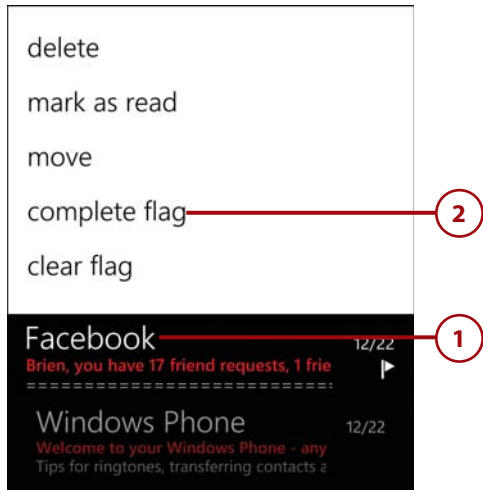 delete
mark as read
move
complete flag
2
clear flag
Facebook
1
12/22
Brien, you have 17 friend requests, 1 frie
==============================
Windows Phone
12/22
Welcome to your Windows Phone - any
Tips for ringtones, transferring contacts a